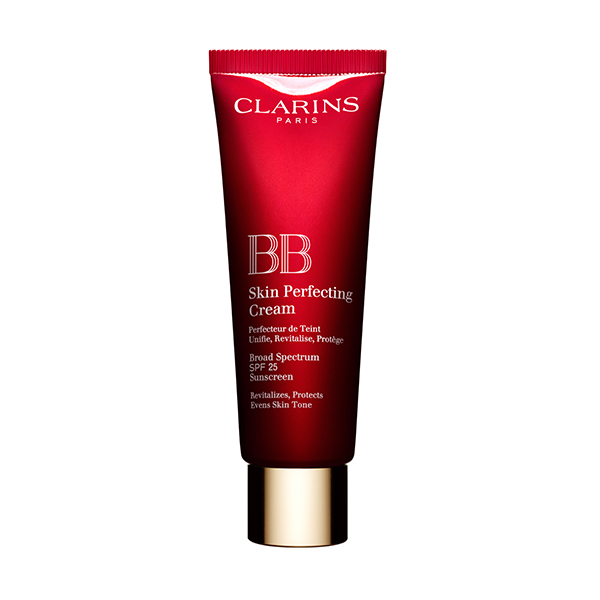 CLARINS
PARIS
BB
Skin Perfecting
Cream
Perfecteur de Teint
Unifie, Revitalise, Protège
Broad Spectrum
SPF 25
Sunscreen
Revitalizes, Protects
Evens Skin Tone